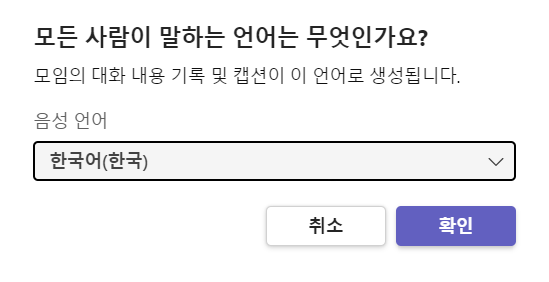 모든 사람이 말하는 언어는 무엇인가요?
모임의 대화 내용 기록 및 캡션이 이 언어로 생성됩니다.
음성 언어
한국어(한국)
취소
확인